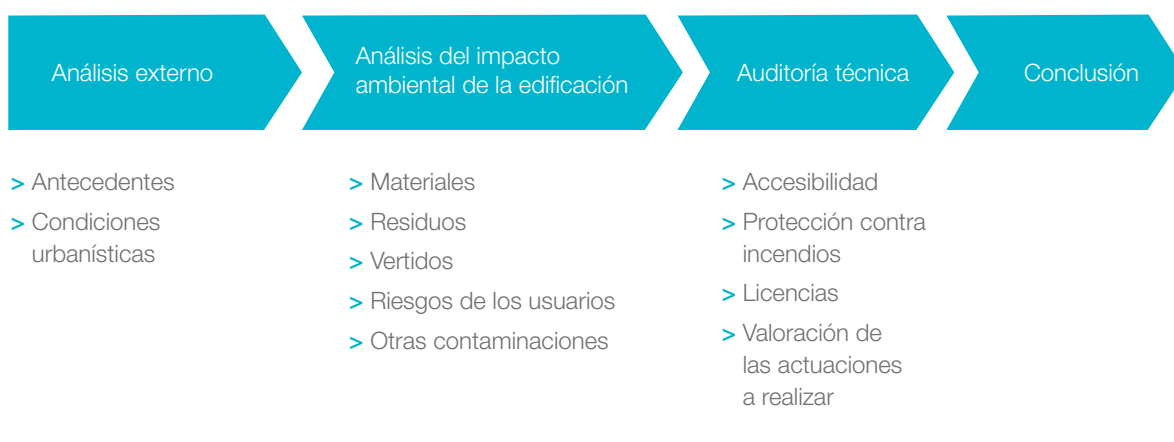 Análisis externo
Análisis del impacto
ambiental de la edificación
Auditoría técnica
Conclusión
> Antecedentes
> Condiciones
urbanísticas
> Materiales
> Residuos
> Vertidos
> Riesgos de los usuarios
> Otras contaminaciones
> Accesibilidad
> Protección contra
incendios
> Licencias
> Valoración de
las actuaciones
a realizar